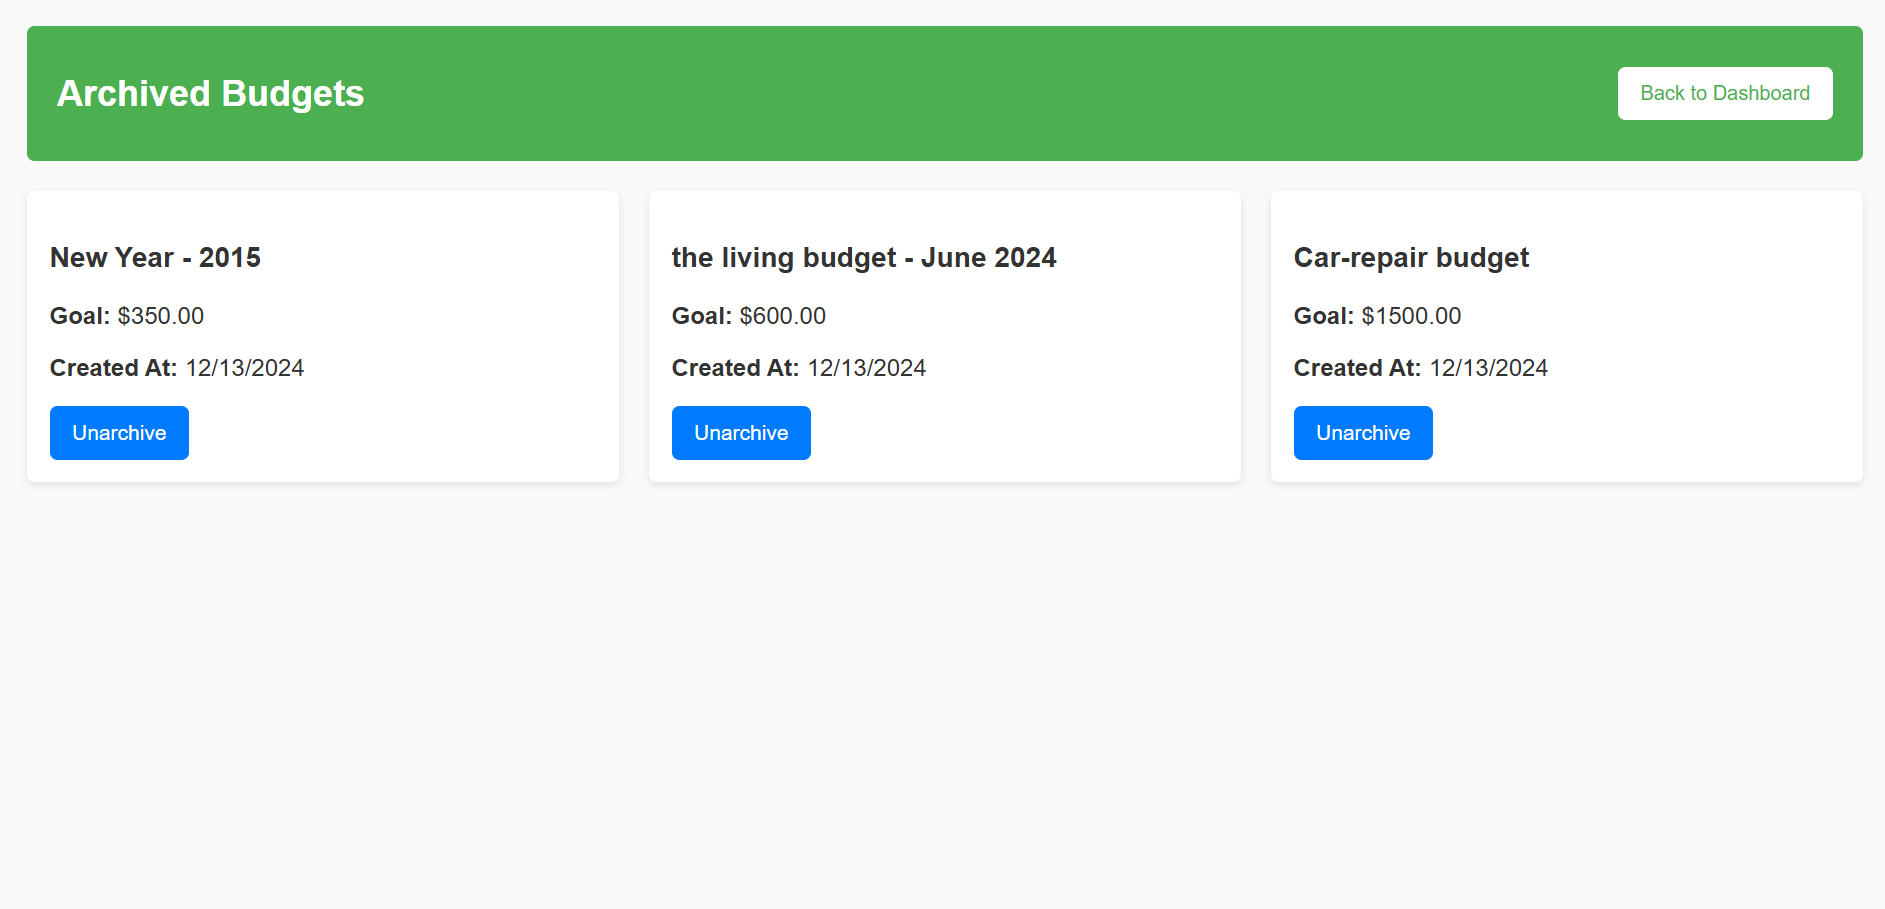 Archived Budgets
Back to Dashboard
New Year - 2015
Goal: $350.00
Created At: 12/13/2024
Unarchive
the living budget - June 2024
Goal: $600.00
Created At: 12/13/2024
Unarchive
Car-repair budget
Goal: $1500.00
Created At: 12/13/2024
Unarchive